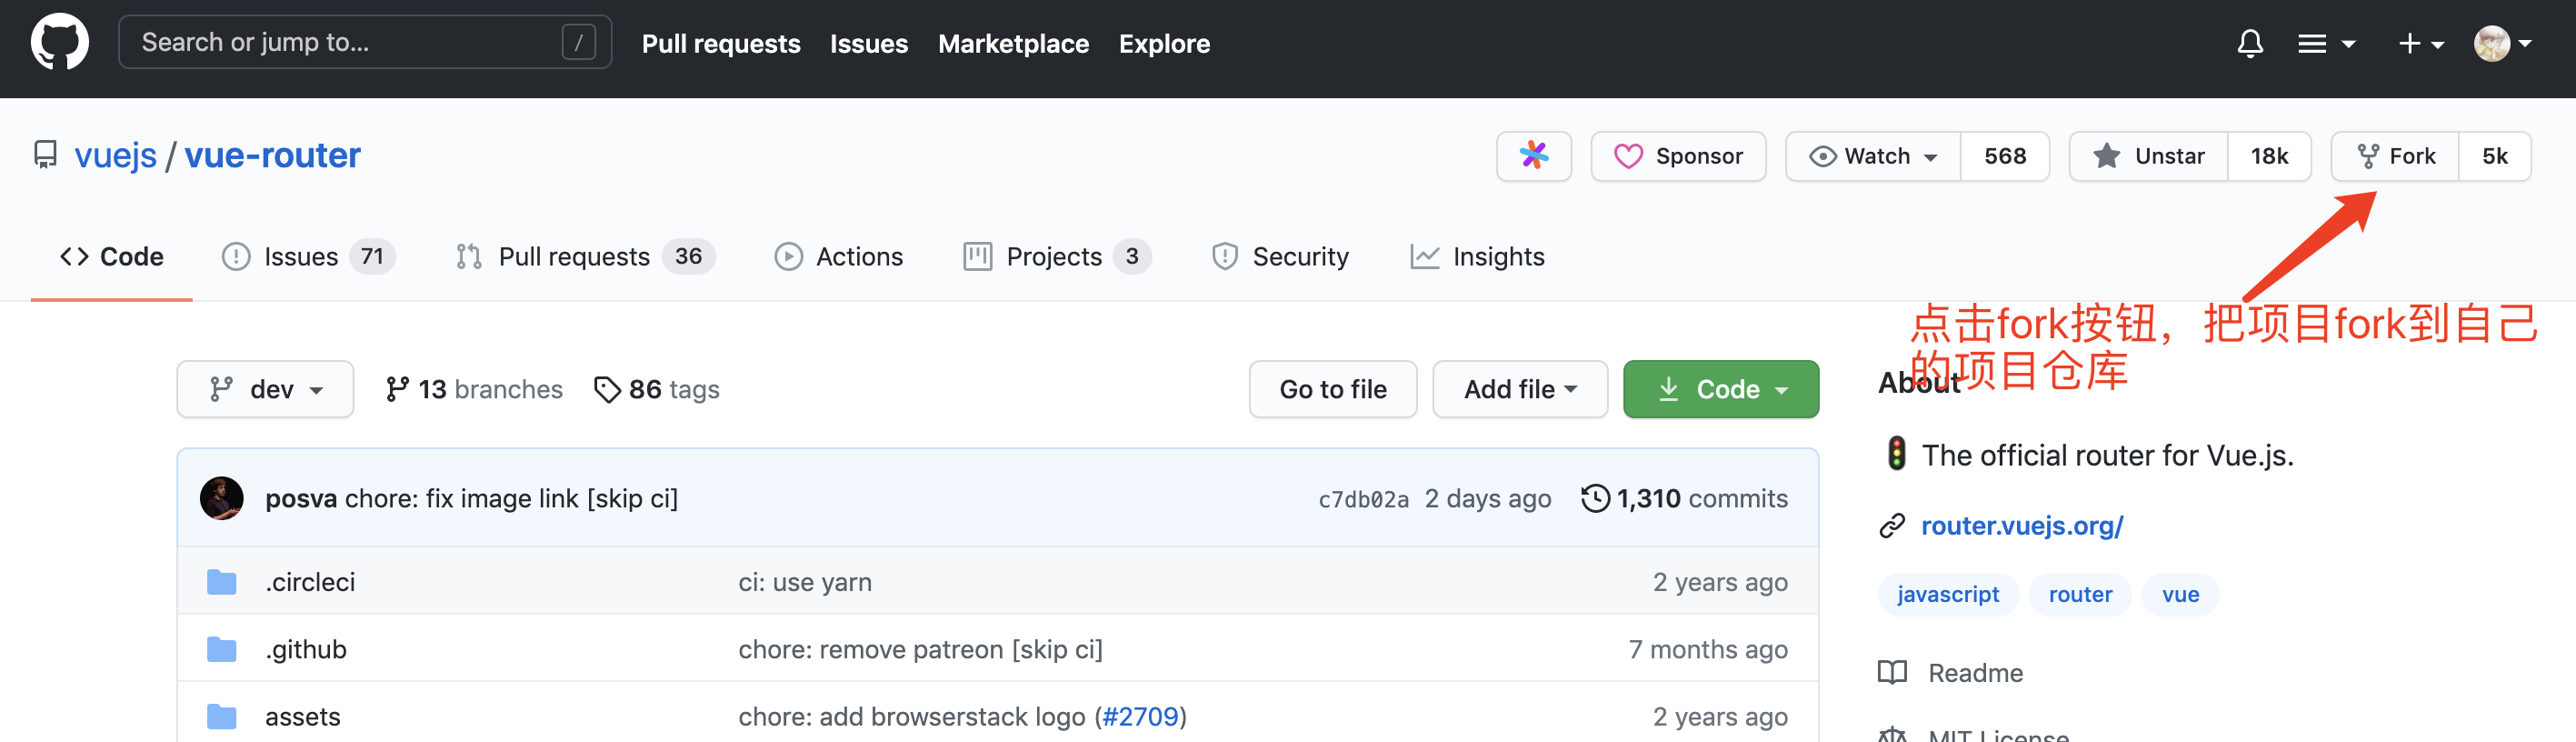 Search or jump to... /
Pull requests Issues Marketplace Explore
vuejs / vue-router
Sponsor Watch 568 Unstar 18k Fork 5k
Code Issues 71 Pull requests 36 Actions Projects 3 Security Insights
点击fork按钮，把项目fork到自己
的项目仓库
dev 13 branches 86 tags Go to file Add file Code
About
The official router for Vue.js.
posva chore: fix image link [skip ci] c7db02a 2 days ago 1,310 commits
router.vuejs.org/
.circleci ci: use yarn 2 years ago
javascript router vue
.github chore: remove patreon [skip ci] 7 months ago
Readme
assets chore: add browserstack logo (#2709) 2 years ago
MIT License